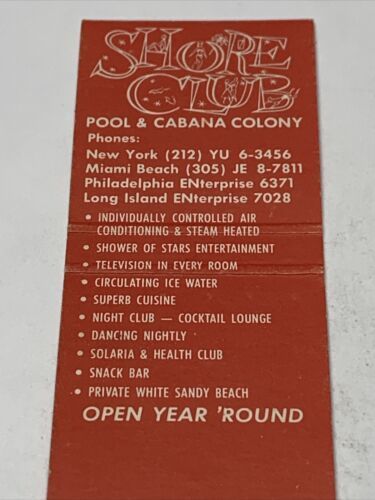 SHORE
CLUB
POOL & CABANA COLONY
Phones:
New York (212) YU 6-3456
Miami Beach (305) JE 8-7811
Philadelphia ENterprise 6371
Long Island ENterprise 7028
• INDIVIDUALLY CONTROLLED AIR
CONDITIONING & STEAM HEATED
• SHOWER OF STARS ENTERTAINMENT
• TELEVISION IN EVERY ROOM
• CIRCULATING ICE WATER
• SUPERB CUISINE
• NIGHT CLUB — COCKTAIL LOUNGE
• DANCING NIGHTLY
• SOLARIA & HEALTH CLUB
• SNACK BAR
• PRIVATE WHITE SANDY BEACH
OPEN YEAR 'ROUND